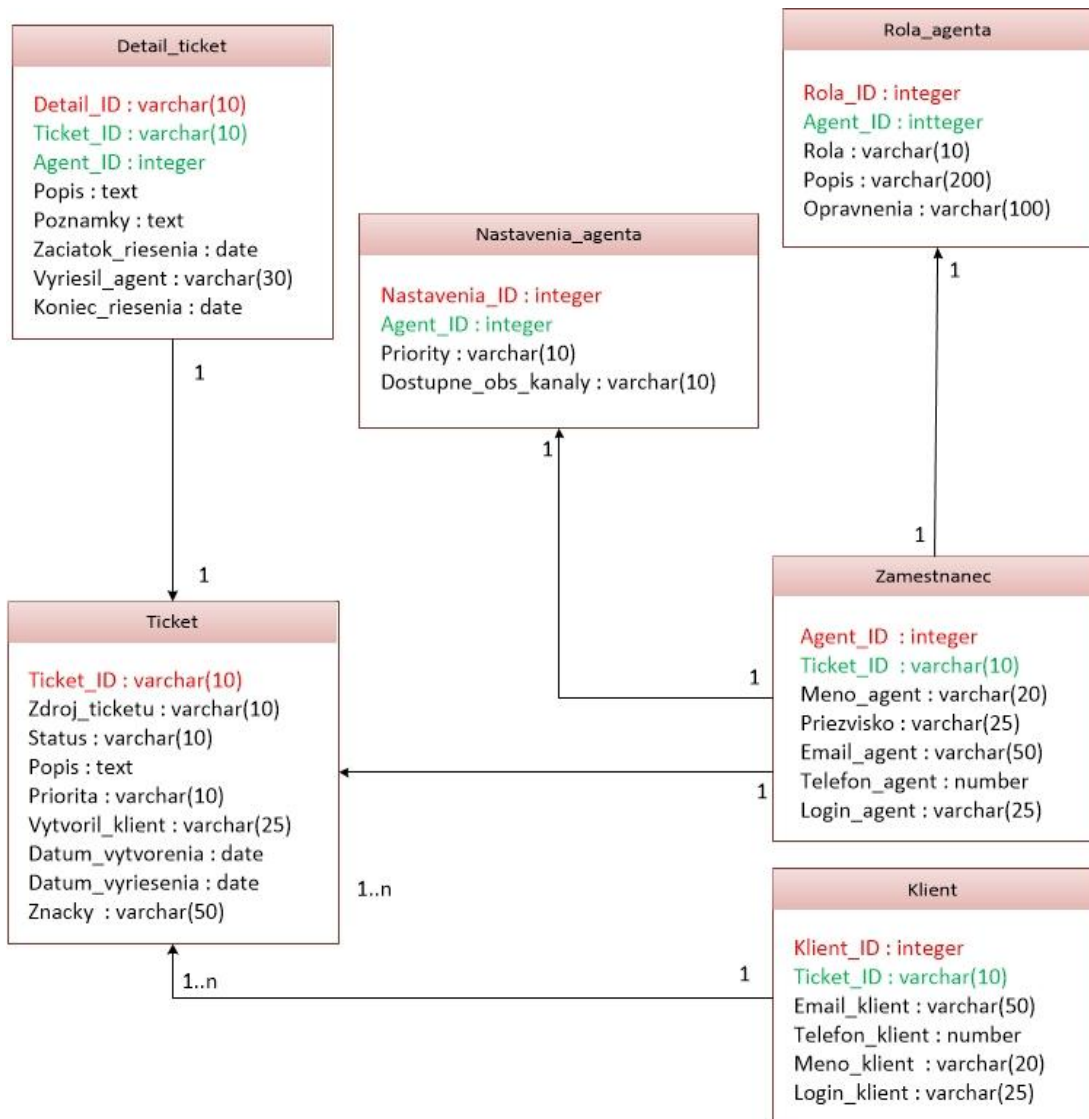 Detail_ticket
Detail_ID : varchar(10)
Ticket_ID : varchar(10)
Agent_ID : integer
Popis : text
Poznamky : text
Zaciatok_riesenia : date
Vyriesil_agent : varchar(30)
Koniec_riesenia : date
Rola_agenta
Rola_ID : integer
Agent_ID : intteger
Rola : varchar(10)
Popis : varchar(200)
Opravnenia : varchar(100)
Nastavenia_agenta
Nastavenia_ID : integer
Agent_ID : integer
Priority : varchar(10)
Dostupne_obs_kanaly : varchar(10)
1
1
1
1
1
1
Ticket
Ticket_ID : varchar(10)
Zdroj_ticketu : varchar(10)
Status : varchar(10)
Popis : text
Priorita : varchar(10)
Vytvoril_klient : varchar(25)
Datum_vytvorenia : date
Datum_vyriesenia : date
Znacky : varchar(50)
Zamestnanec
Agent_ID : integer
Ticket_ID : varchar(10)
Meno_agent : varchar(20)
Priezvisko : varchar(25)
Email_agent : varchar(50)
Telefon_agent : number
Login_agent : varchar(25)
1
1..n
1..n
1
Klient
Klient_ID : integer
Ticket_ID : varchar(10)
Email_klient : varchar(50)
Telefon_klient : number
Meno_klient : varchar(20)
Login_klient : varchar(25)